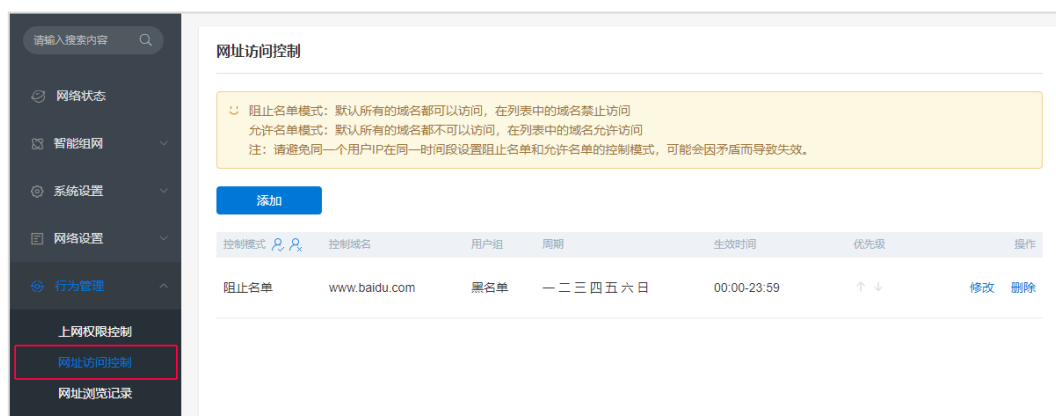 请输入搜索内容
网络状态
智能组网
系统设置
网络设置
行为管理
上网权限控制
网址访问控制
网址浏览记录
网址访问控制
阻止名单模式：默认所有的域名都可以访问，在列表中的域名禁止访问
允许名单模式：默认所有的域名都不可以访问，在列表中的域名允许访问
注：请避免同一个用户IP在同一时间段设置阻止名单和允许名单的控制模式，可能会因矛盾而导致失效。
添加
控制模式 控制域名 用户组 周期 生效时间 优先级 操作
阻止名单 www.baidu.com 黑名单 一 二 三 四 五 六 日 00:00-23:59 ↑ ↓ 修改 删除